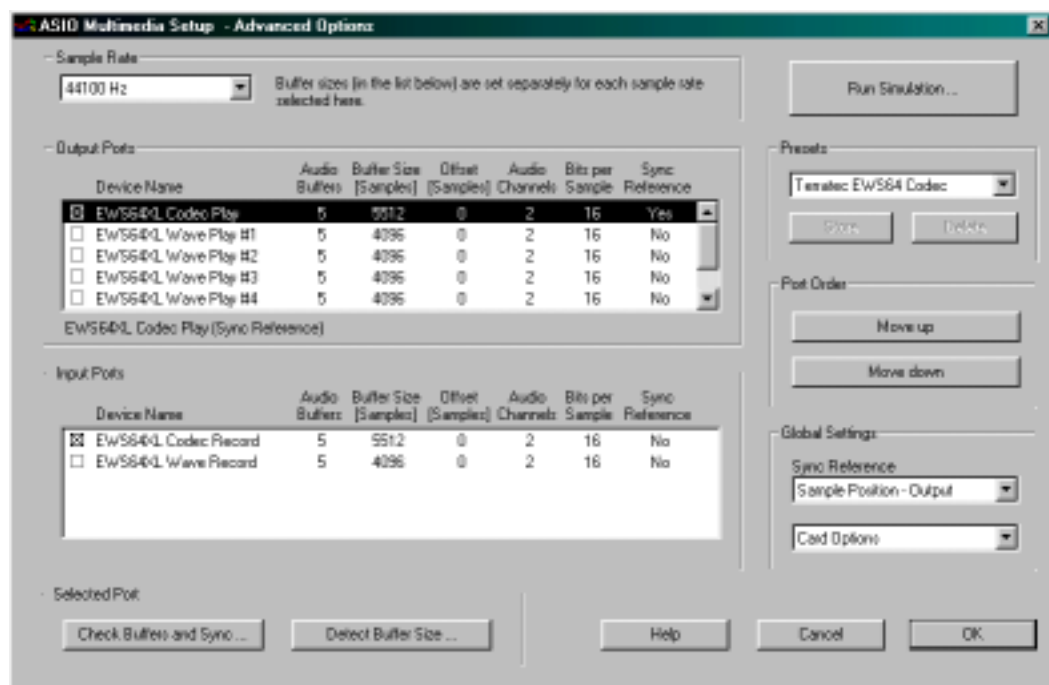 ASIO Multimedia Setup - Advanced Options
Sample Rate
44100 Hz
Buffer sizes (in the list below) are set separately for each sample rate
selected here.
Run Simulation ...
Output Ports
Audio Buffer Size Offset Audio Bits per Sync
Device Name Buffers [Samples] [Samples] Channels Sample Reference
EWS64XL Codec Play 5 5512 0 2 16 Yes
EWS64XL Wave Play #1 5 4096 0 2 16 No
EWS64XL Wave Play #2 5 4096 0 2 16 No
EWS64XL Wave Play #3 5 4096 0 2 16 No
EWS64XL Wave Play #4 5 4096 0 2 16 No
EWS64XL Codec Play (Sync Reference)
Presets
Terratec EWS64 Codec
Store Delete
Port Order
Move up
Move down
Input Ports
Audio Buffer Size Offset Audio Bits per Sync
Device Name Buffers [Samples] [Samples] Channels Sample Reference
EWS64XL Codec Record 5 5512 0 2 16 No
EWS64XL Wave Record 5 4096 0 2 16 No
Global Settings
Sync Reference
Sample Position - Output
Card Options
Selected Port
Check Buffers and Sync ... Detect Buffer Size ... Help Cancel OK